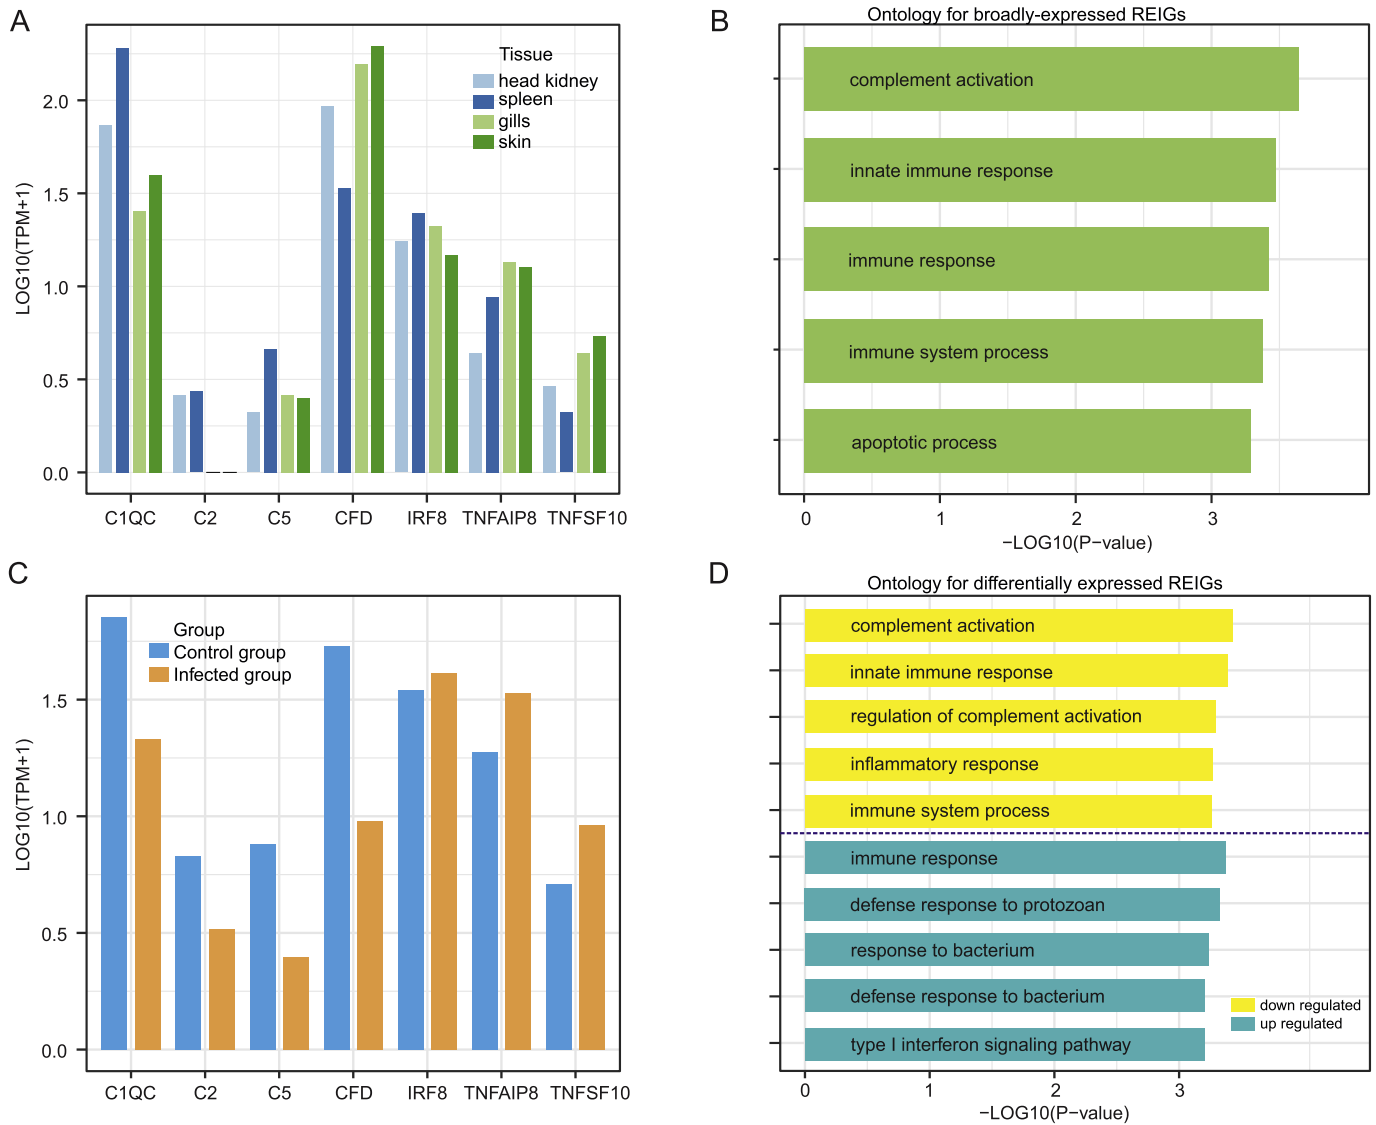 A
Tissue
head kidney
spleen
gills
skin
LOG10(TPM+1)
2.0
1.5
1.0
0.5
0.0
C1QC C2 C5 CFD IRF8 TNFAIP8 TNFSF10
B
Ontology for broadly-expressed REIGs
complement activation
innate immune response
immune response
immune system process
apoptotic process
0 1 2 3
−LOG10(P−value)
C
Group
Control group
Infected group
LOG10(TPM+1)
1.5
1.0
0.5
0.0
C1QC C2 C5 CFD IRF8 TNFAIP8 TNFSF10
D
Ontology for differentially expressed REIGs
complement activation
innate immune response
regulation of complement activation
inflammatory response
immune system process
immune response
defense response to protozoan
response to bacterium
defense response to bacterium
type I interferon signaling pathway
down regulated
up regulated
0 1 2 3
−LOG10(P−value)